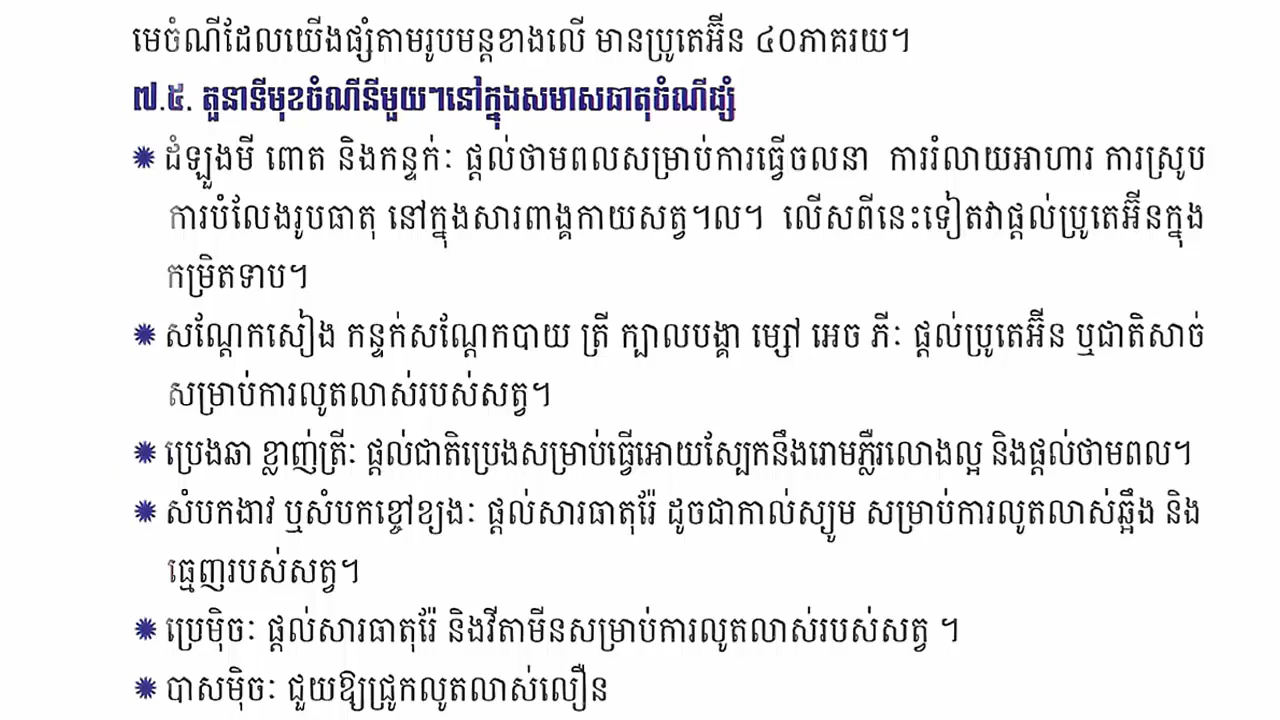 មេចំណីដែលយើងផ្សំតាមរូបមន្តខាងលើ មានប្រូតេអ៊ីន ៤០ភាគរយ។
៧.៥. តួនាទីមុខចំណីនីមួយៗនៅក្នុងសមាសធាតុចំណីផ្សំ
ដំឡូងមី ពោត និងកន្ទក់ៈ ផ្តល់ថាមពលសម្រាប់ការធ្វើចលនា ការរំលាយអាហារ ការស្រូប
ការបំលែងរូបធាតុ នៅក្នុងសារពាង្គកាយសត្វ។ល។ លើសពីនេះទៀតវាផ្តល់ប្រូតេអ៊ីនក្នុង
កម្រិតទាប។
សណ្តែកសៀង កន្ទក់សណ្តែកបាយ ត្រី ក្បាលបង្គា ម្សៅ អេច ភីៈ ផ្តល់ប្រូតេអ៊ីន ឬជាតិសាច់
សម្រាប់ការលូតលាស់របស់សត្វ។
ប្រេងឆា ខ្លាញ់ត្រីៈ ផ្តល់ជាតិប្រេងសម្រាប់ធ្វើអោយស្បែកនឹងរោមភ្លឺរលោងល្អ និងផ្តល់ថាមពល។
សំបកងាវ ឬសំបកខ្ចៅខ្យងៈ ផ្តល់សារធាតុរ៉ែ ដូចជាកាល់ស្យូម សម្រាប់ការលូតលាស់ឆ្អឹង និង
ធ្មេញរបស់សត្វ។
ប្រេម៉ិចៈ ផ្តល់សារធាតុរ៉ែ និងវីតាមីនសម្រាប់ការលូតលាស់របស់សត្វ ។
បាសម៉ិចៈ ជួយឱ្យជ្រូកលូតលាស់លឿន